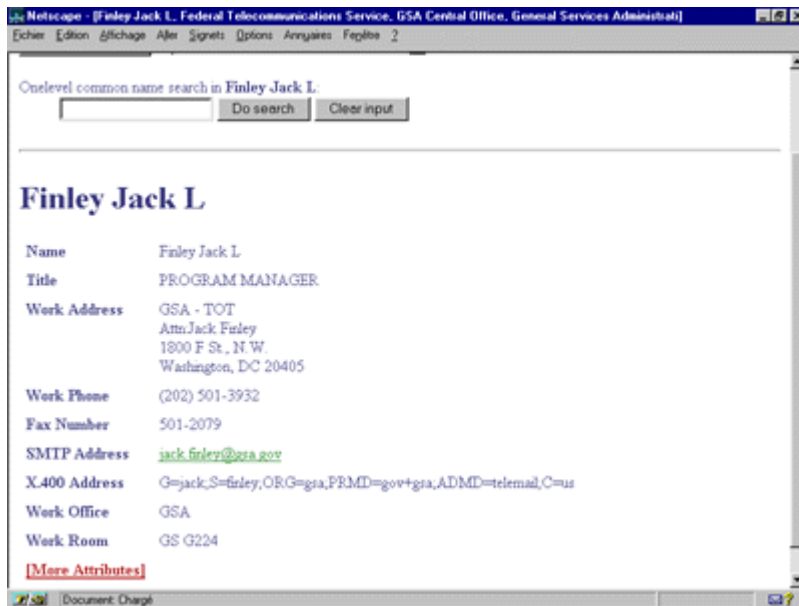 Netscape - [Finley Jack L, Federal Telecommunications Service, GSA Central Office, General Services Administrati]
Fichier Edition Affichage Aller Signets Options Annuaires Fenêtre ?
Onelevel common name search in Finley Jack L:
Do search Clear input
Finley Jack L
Name Finley Jack L
Title PROGRAM MANAGER
Work Address GSA - TOT
Attn:Jack Finley
1800 F St., N.W.
Washington, DC 20405
Work Phone (202) 501-3932
Fax Number 501-2079
SMTP Address jack.finley@gsa.gov
X.400 Address G=jack;S=finley;ORG=gsa;PRMD=gov+gsa;ADMD=telemail;C=us
Work Office GSA
Work Room GS G224
[More Attributes]
Document: Chargé